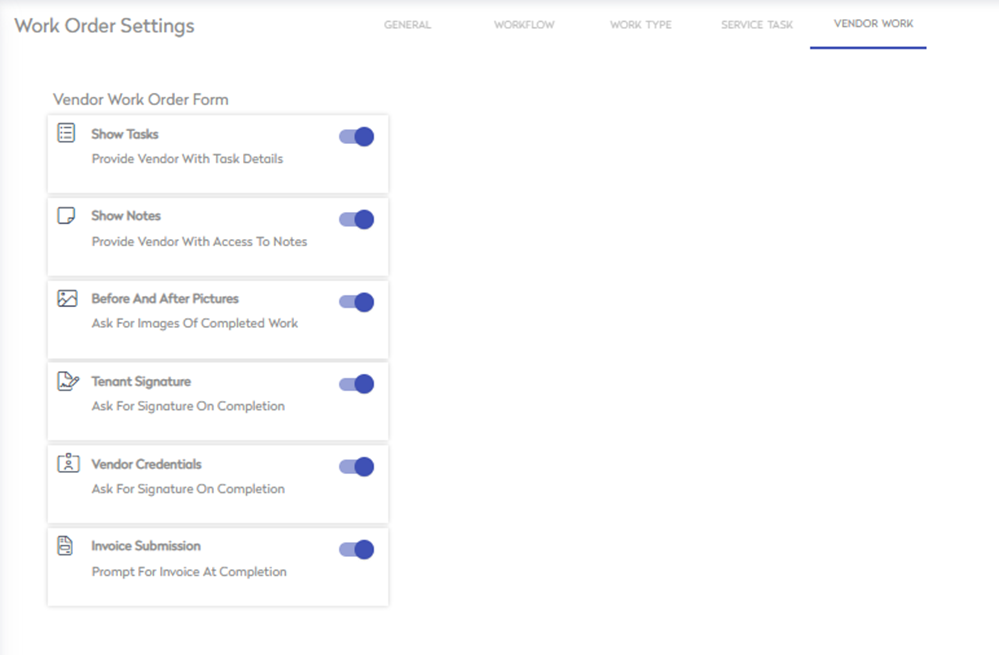 Work Order Settings
GENERAL
WORKFLOW
WORK TYPE
SERVICE TASK
VENDOR WORK
Vendor Work Order Form
Show Tasks
Provide Vendor With Task Details
Show Notes
Provide Vendor With Access To Notes
Before And After Pictures
Ask For Images Of Completed Work
Tenant Signature
Ask For Signature On Completion
Vendor Credentials
Ask For Signature On Completion
Invoice Submission
Prompt For Invoice At Completion